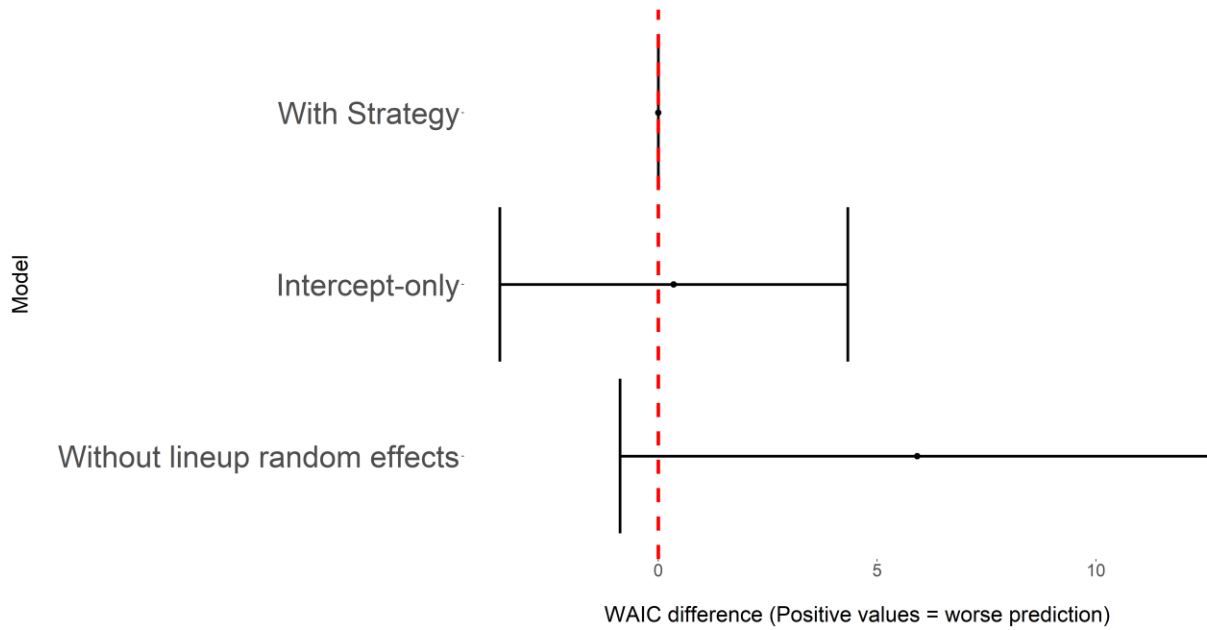 With Strategy
Intercept-only
Model
Without lineup random effects
0 5 10
WAIC difference (Positive values = worse prediction)